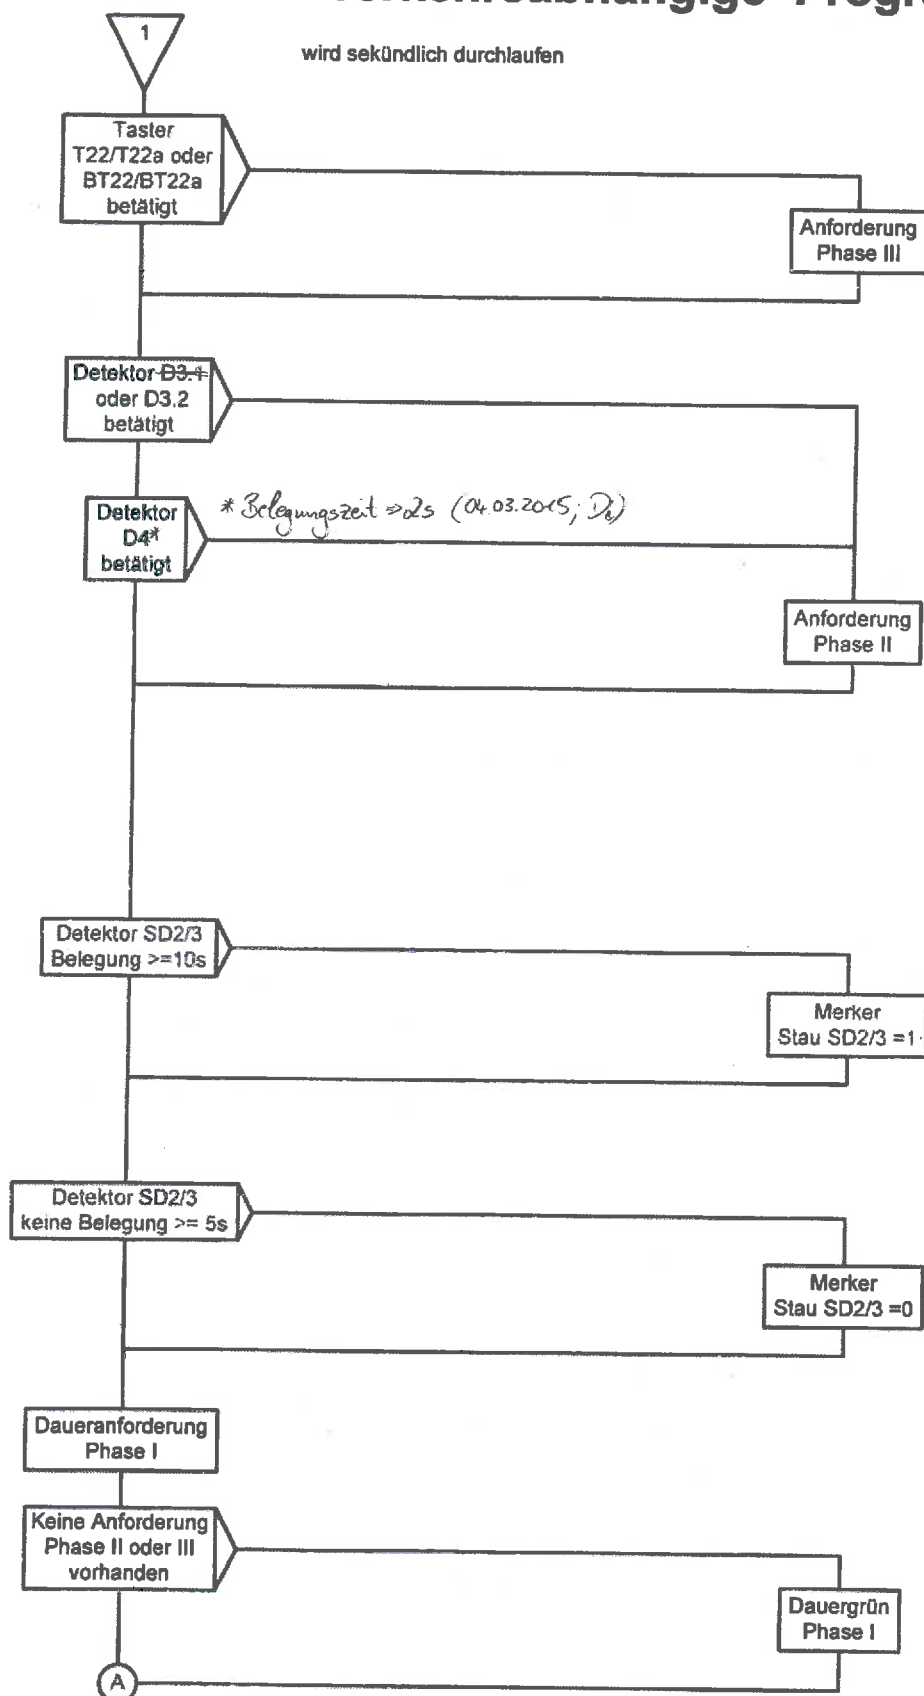 1
wird sekündlich durchlaufen
Taster
T22/T22a oder
BT22/BT22a
betätigt
Anforderung
Phase III
Detektor D3.1
oder D3.2
betätigt
Detektor
D4*
betätigt
* Belegungszeit => 2s (04.03.2015;
Anforderung
Phase II
Detektor SD2/3
Belegung >=10s
Merker
Stau SD2/3 =1
Detektor SD2/3
keine Belegung >= 5s
Merker
Stau SD2/3 =0
Daueranforderung
Phase I
Keine Anforderung
Phase II oder III
vorhanden
Dauergrün
Phase I
A